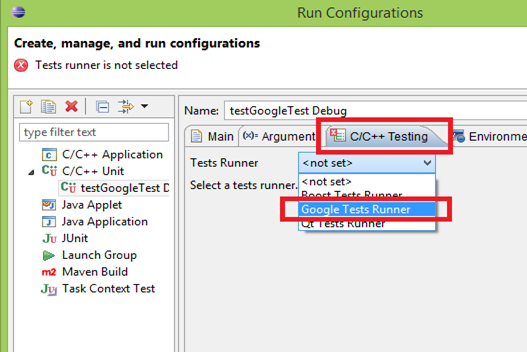 Run Configurations
Create, manage, and run configurations
Tests runner is not selected
Name: testGoogleTest Debug
type filter text
Main (x)= Argument C/C++ Testing Environme
C/C++ Application
C/C++ Unit
testGoogleTest D
Java Applet
Java Application
JUnit
Launch Group
m2 Maven Build
Task Context Test
Tests Runner <not set>
Select a tests runner.
<not set>
Boost Tests Runner
Google Tests Runner
Qt Tests Runner